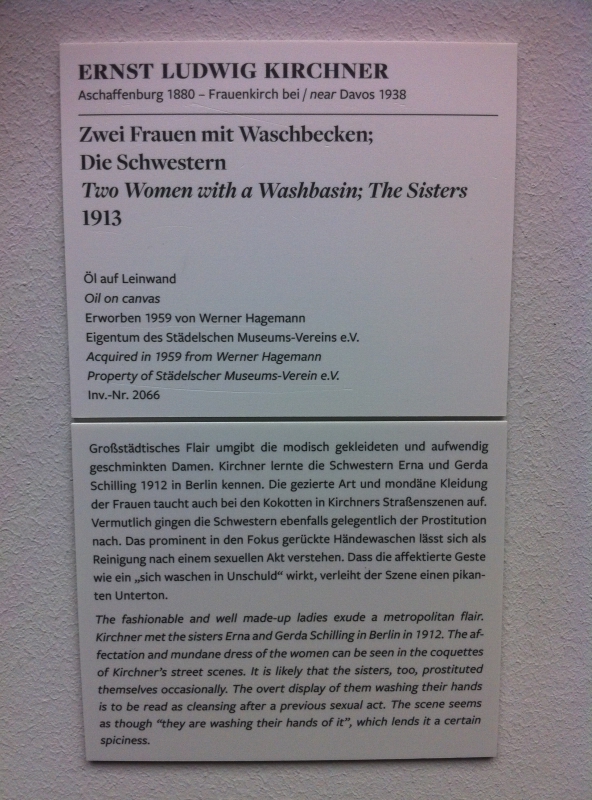 ERNST LUDWIG KIRCHNER
Aschaffenburg 1880 – Frauenkirch bei / near Davos 1938
Zwei Frauen mit Waschbecken;
Die Schwestern
Two Women with a Washbasin; The Sisters
1913
Öl auf Leinwand
Oil on canvas
Erworben 1959 von Werner Hagemann
Eigentum des Städelschen Museums-Vereins e.V.
Acquired in 1959 from Werner Hagemann
Property of Städelscher Museums-Verein e.V.
Inv.-Nr. 2066
Großstädtisches Flair umgibt die modisch gekleideten und aufwendig
geschminkten Damen. Kirchner lernte die Schwestern Erna und Gerda
Schilling 1912 in Berlin kennen. Die gezierte Art und mondäne Kleidung
der Frauen taucht auch bei den Kokotten in Kirchners Straßenszenen auf.
Vermutlich gingen die Schwestern ebenfalls gelegentlich der Prostitution
nach. Das prominent in den Fokus gerückte Händewaschen lässt sich als
Reinigung nach einem sexuellen Akt verstehen. Dass die affektierte Geste
wie ein „sich waschen in Unschuld“ wirkt, verleiht der Szene einen pikan-
ten Unterton.
The fashionable and well made-up ladies exude a metropolitan flair.
Kirchner met the sisters Erna and Gerda Schilling in Berlin in 1912. The af-
fectation and mundane dress of the women can be seen in the coquettes
of Kirchner's street scenes. It is likely that the sisters, too, prostituted
themselves occasionally. The overt display of them washing their hands
is to be read as cleansing after a previous sexual act. The scene seems
as though “they are washing their hands of it”, which lends it a certain
spiciness.